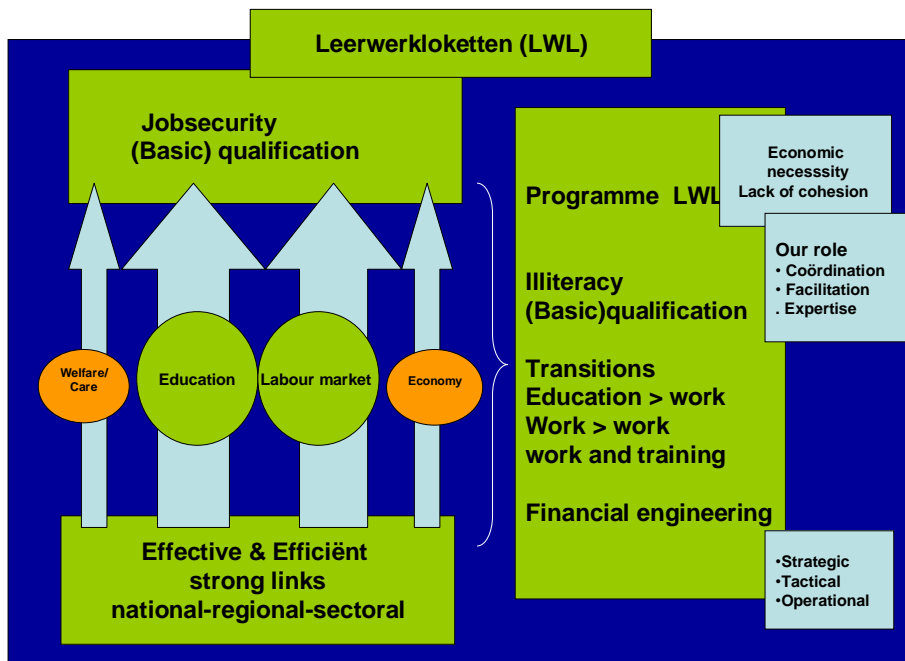 Leerwerkloketten (LWL)
Jobsecurity
(Basic) qualification
Welfare/
Care
Education
Labour market
Economy
Effective & Efficiënt
strong links
national-regional-sectoral
Programme LWL
Illiteracy
(Basic)qualification
Transitions
Education > work
Work > work
work and training
Financial engineering
Economic
necesssity
Lack of cohesion
Our role
• Coördination
• Facilitation
. Expertise
•Strategic
•Tactical
•Operational